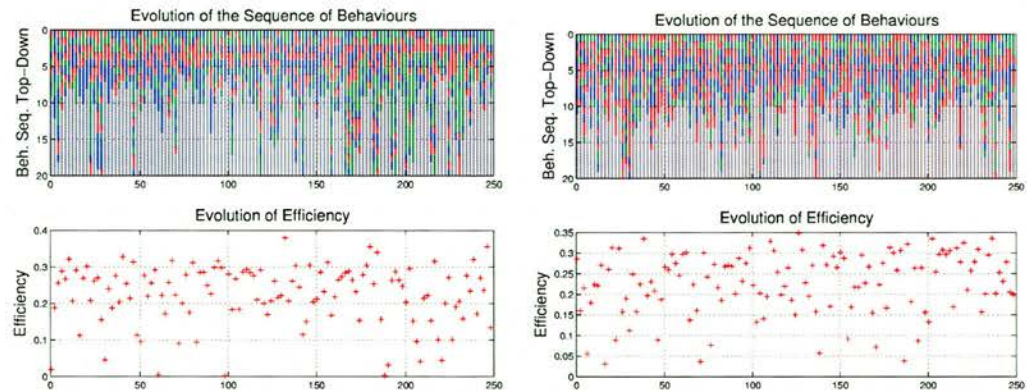 Evolution of the Sequence of Behaviours
Beh. Seq. Top-Down
0
5
10
15
20
0 50 100 150 200 250
Evolution of Efficiency
Efficiency
0.4
0.3
0.2
0.1
0
0 50 100 150 200 250
Evolution of the Sequence of Behaviours
Beh. Seq. Top-Down
0
5
10
15
20
0 50 100 150 200 250
Evolution of Efficiency
Efficiency
0.35
0.3
0.25
0.2
0.15
0.1
0.05
0
0 50 100 150 200 250